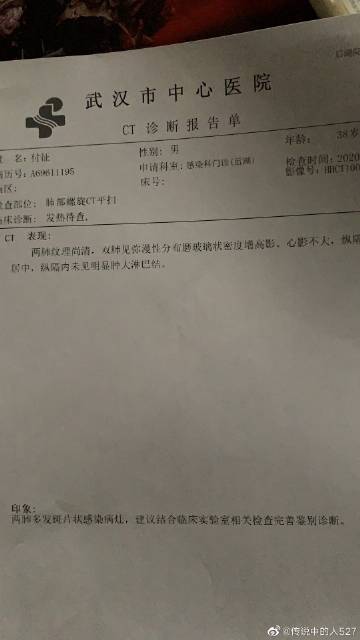 武汉市中心医院
CT 诊断报告单
名：付祉 性别：男 年龄： 38岁
病历号：A69611195 申请科室：感染科门诊(后湖) 检查时间：2020
病区： 床号： 影像号：HHCT100
检查部位： 肺部螺旋CT平扫
临床诊断： 发热待查。
CT 表现：
两肺纹理尚清，双肺见弥漫性分布磨玻璃状密度增高影。心影不大，纵隔
居中，纵隔内未见明显肿大淋巴结。
印象：
两肺多发斑片状感染病灶，建议结合临床实验室相关检查完善鉴别诊断。
@传说中的人527